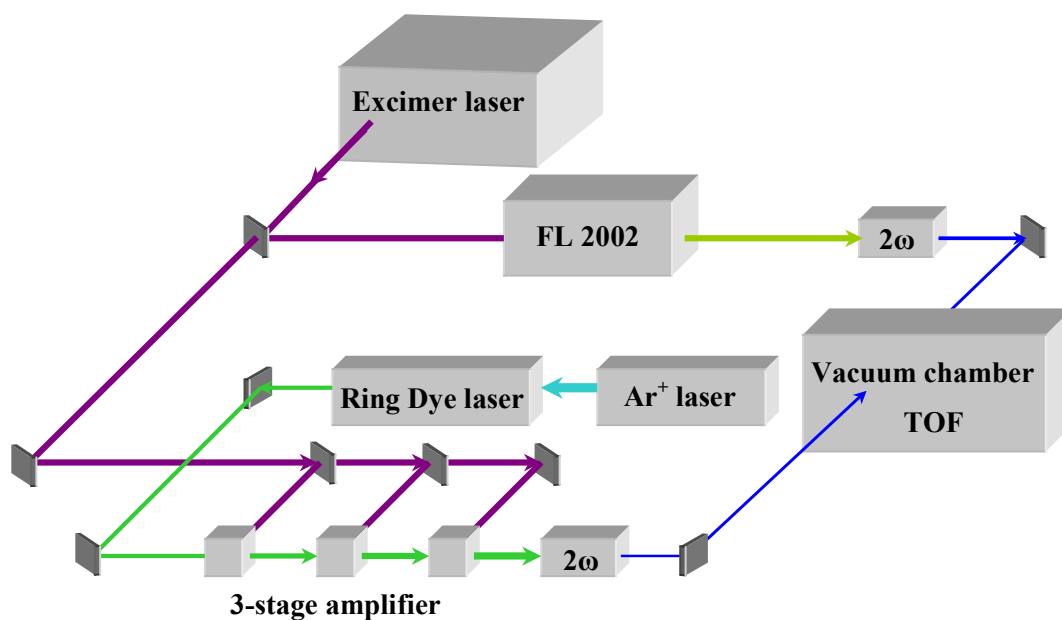 Excimer laser
FL 2002
2ω
Ring Dye laser
Ar⁺ laser
Vacuum chamber
TOF
2ω
3-stage amplifier